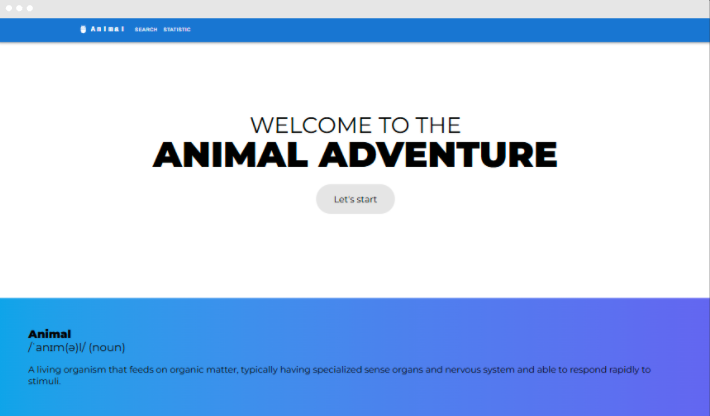 Animal SEARCH STATISTIC
WELCOME TO THE
ANIMAL ADVENTURE
Let's start
Animal
/ˈanɪm(ə)l/ (noun)
A living organism that feeds on organic matter, typically having specialized sense organs and nervous system and able to respond rapidly to
stimuli.